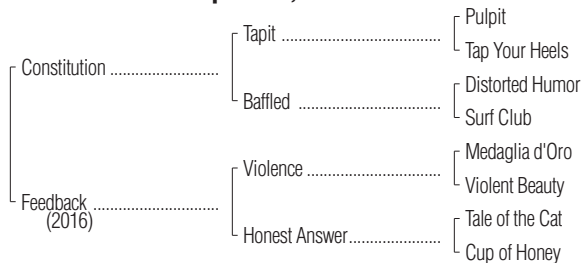 Pulpit
Tapit
Tap Your Heels
Constitution
Distorted Humor
Baffled
Surf Club
Medaglia d'Oro
Violence
Violent Beauty
Feedback
(2016)
Tale of the Cat
Honest Answer
Cup of Honey